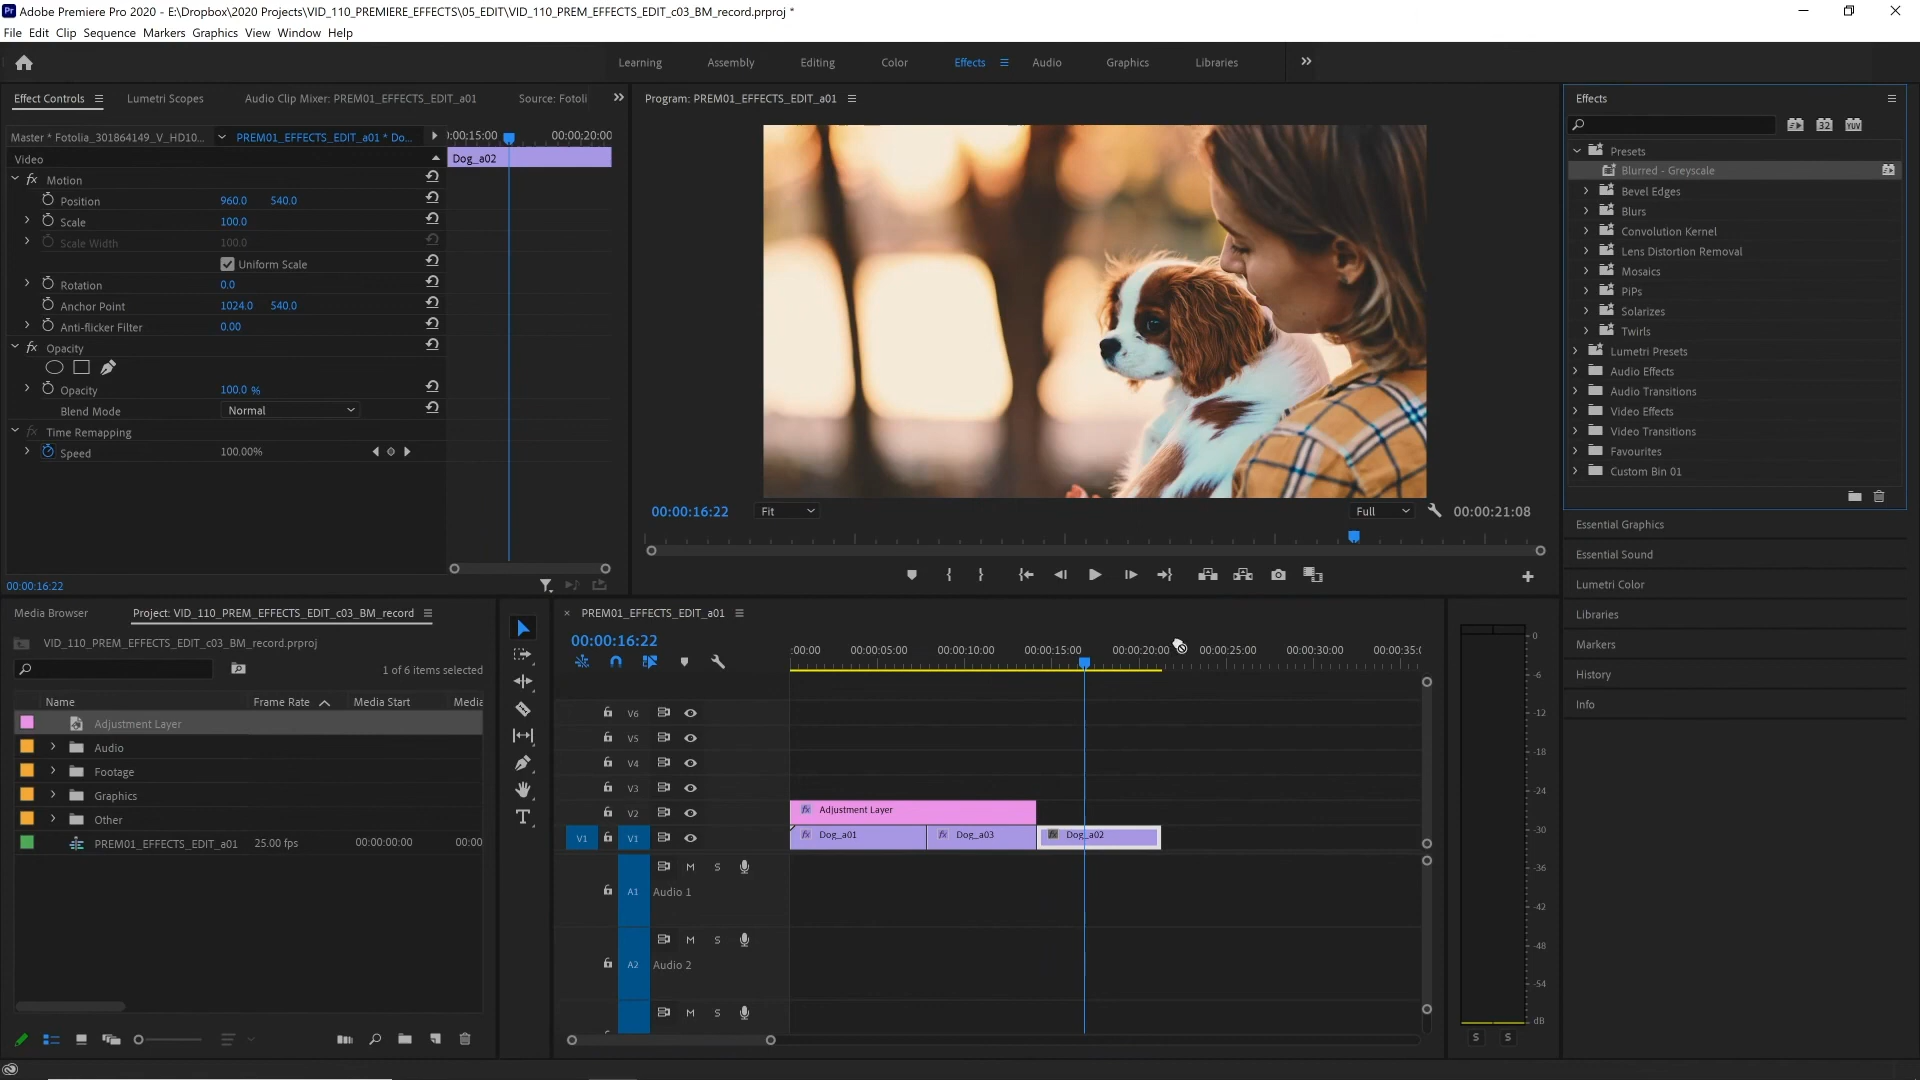 Adobe Premiere Pro 2020 - E:\Dropbox\2020 Projects\VID_110_PREMIERE_EFFECTS\05_EDIT\VID_110_PREM_EFFECTS_EDIT_c03_BM_record.prproj *
File Edit Clip Sequence Markers Graphics View Window Help
Learning Assembly Editing Color Effects Audio Graphics Libraries
Effect Controls Lumetri Scopes Audio Clip Mixer: PREM01_EFFECTS_EDIT_a01 Source: Fotoli
Master * Fotolia_301864149_V_HD10... PREM01_EFFECTS_EDIT_a01 * Do... 00:00:20:00
Video Dog_a02
fx Motion
Position 960.0 540.0
Scale 100.0
Scale Width 100.0
Uniform Scale
Rotation 0.0
Anchor Point 1024.0 540.0
Anti-flicker Filter 0.00
fx Opacity
Opacity 100.0 %
Blend Mode Normal
fx Time Remapping
Speed 100.00%
00:00:16:22
Program: PREM01_EFFECTS_EDIT_a01
00:00:16:22 Fit Full 00:00:21:08
Effects
32 YUV
Presets
Blurred - Greyscale
Bevel Edges
Blurs
Convolution Kernel
Lens Distortion Removal
Mosaics
PiPs
Solarizes
Twirls
Lumetri Presets
Audio Effects
Audio Transitions
Video Effects
Video Transitions
Favourites
Custom Bin 01
Essential Graphics
Essential Sound
Lumetri Color
Libraries
Markers
History
Info
Media Browser Project: VID_110_PREM_EFFECTS_EDIT_c03_BM_record
VID_110_PREM_EFFECTS_EDIT_c03_BM_record.prproj
1 of 6 items selected
Name Frame Rate Media Start Media
Adjustment Layer
Audio
Footage
Graphics
Other
PREM01_EFFECTS_EDIT_a01 25.00 fps 00:00:00:00 00:00
PREM01_EFFECTS_EDIT_a01
00:00:16:22
:00:00 00:00:05:00 00:00:10:00 00:00:15:00 00:00:20:00 00:00:25:00 00:00:30:00 00:00:35:
V6
V5
V4
V3
V2 fx Adjustment Layer
V1 V1 fx Dog_a01 fx Dog_a03 fx Dog_a02
M S
A1 Audio 1
M S
A2 Audio 2
M S
0
-6
-12
-18
-24
-30
-36
-42
-48
-54
dB
S S